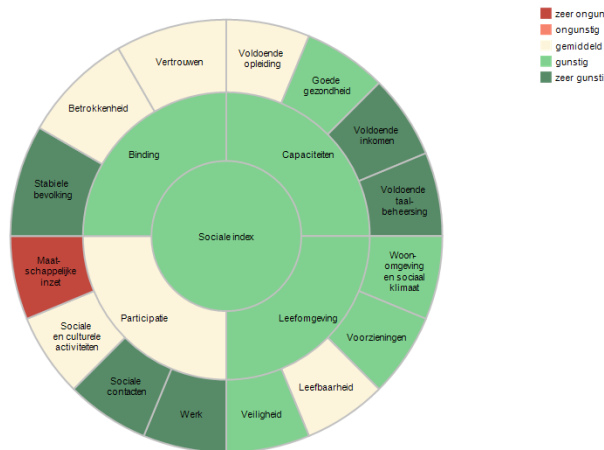 zeer ongun
ongunstig
gemiddeld
gunstig
zeer gunsti
Vertrouwen
Voldoende
opleiding
Goede
gezondheid
Betrokkenheid
Voldoende
inkomen
Binding
Capaciteiten
Stabiele
bevolking
Voldoende
taal-
beheersing
Sociale index
Maat-
schappelijke
inzet
Woon-
omgeving
en sociaal
klimaat
Participatie
Leefomgeving
Sociale
en culturele
activiteiten
Voorzieningen
Sociale
contacten
Leefbaarheid
Werk
Veiligheid